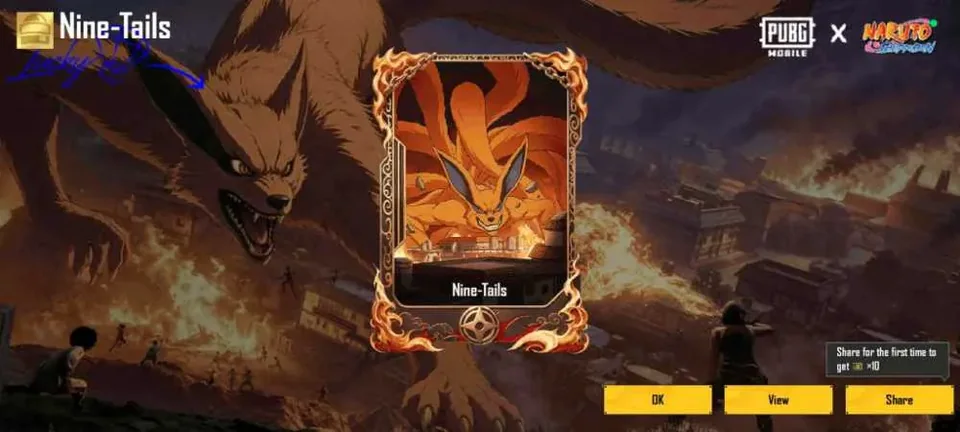 Nine-Tails
PUBG
MOBILE
X
NARUTO
Nine-Tails
Share for the first time to
get ×10
OK
View
Share